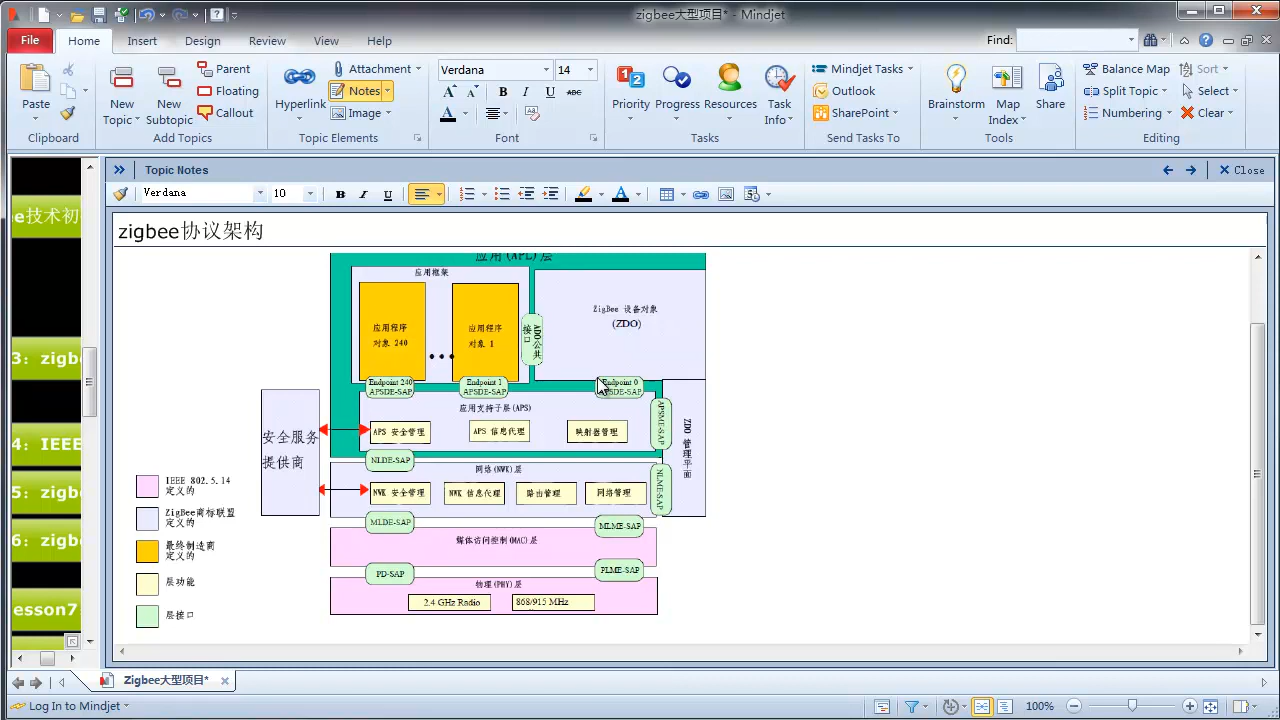 zigbee大型项目* - Mindjet
File
Home
Insert
Design
Review
View
Help
Find:
Paste
New
Topic
New
Subtopic
Parent
Floating
Callout
Hyperlink
Attachment
Notes
Image
Verdana
14
B
I
U
ABC
A
Priority
Progress
Resources
Task
Info
Mindjet Tasks
Outlook
SharePoint
Brainstorm
Map
Index
Share
Balance Map
Sort
Split Topic
Select
Numbering
Clear
Clipboard
Add Topics
Topic Elements
Font
Tasks
Send Tasks To
Tools
Editing
Topic Notes
Close
Verdana
10
B
I
U
A
ee技术初
3: zigbe
4: IEEE
5: zigbe
6: zigbe
esson7:
zigbee协议架构
应用(APL)层
应用框架
应用程序
对象 240
应用程序
对象 1
ADO公共
接口
ZigBee 设备对象
(ZDO)
Endpoint 240
APSDE-SAP
Endpoint 1
APSDE-SAP
Endpoint 0
应用支持子层(APS)
APS 安全管理
APS 信息代理
映射器管理
APSME-SAP
ZDO 管理平面
安全服务
提供商
NLDE-SAP
网络(NWK)层
NWK 安全管理
NWK 信息代理
路由管理
网络管理
NLME-SAP
MLDE-SAP
MLME-SAP
媒体访问控制(MAC)层
PD-SAP
PLME-SAP
物理(PHY)层
2.4 GHz Radio
868/915 MHz
IEEE 802.5.14
定义的
ZigBee商标联盟
定义的
最终制造商
定义的
层功能
层接口
Zigbee大型项目*
Log In to Mindjet
100%